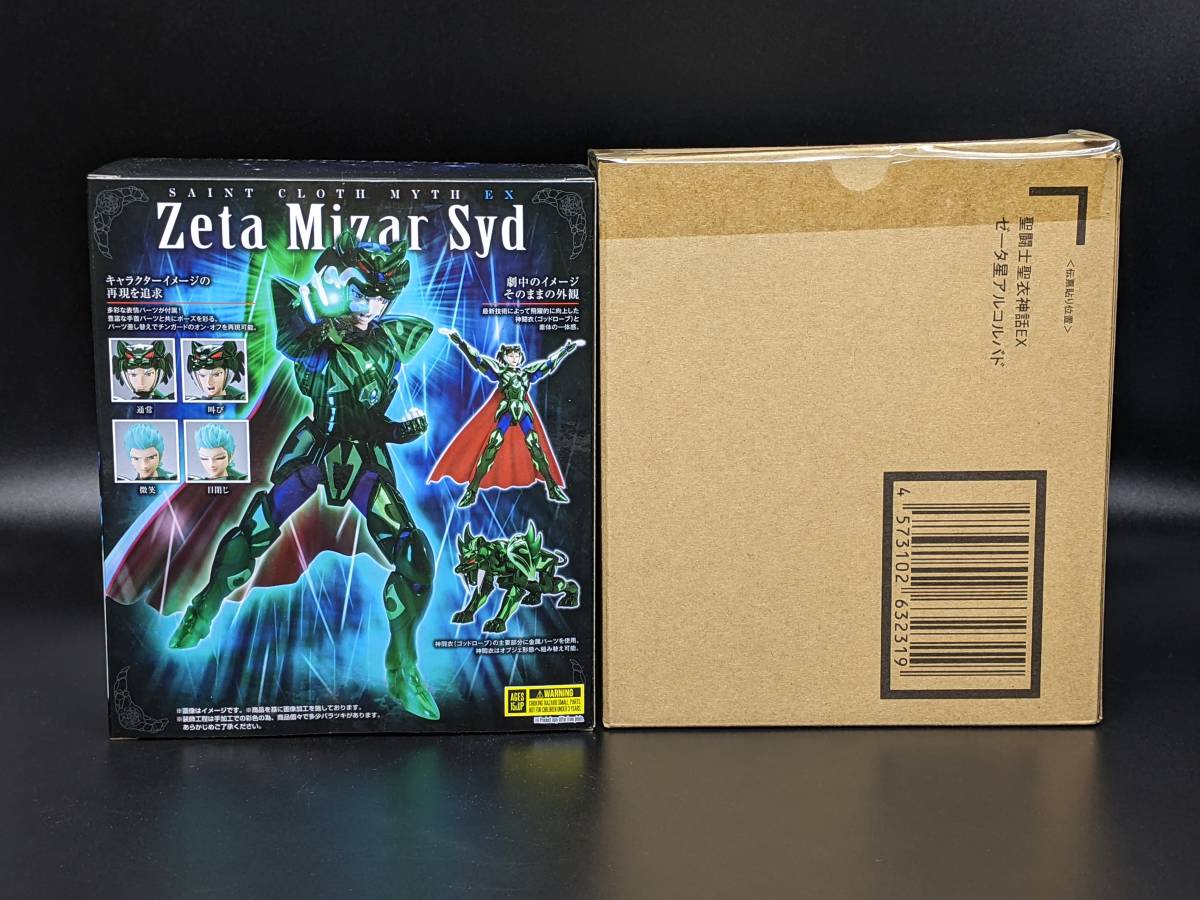 SAINT CLOTH MYTH EX
Zeta Mizar Syd
キャラクターイメージの
再現を追求
多彩な表情パーツが付属!
豊富な手首パーツと共にポーズを彩る。
パーツ差し替えでチンガードのオン・オフを再現可能。
通常
叫び
微笑
目閉じ
劇中のイメージ
そのままの外観
最新技術によって飛躍的に向上した
神闘衣(ゴッドローブ)と
素体の一体感。
神闘衣(ゴッドローブ)の主要部分に金属パーツを使用。
神闘衣はオブジェ形態へ組み替え可能。
※画像はイメージです。※商品を基に画像加工を施しております。
※装飾工程は手加工での彩色の為、商品個々で多少バラツキがあります。
あらかじめご了承ください。
AGES
15 & UP
WARNING
CHOKING HAZARD-SMALL PARTS.
NOT FOR CHILDREN UNDER 3 YEARS.
<伝票貼り位置>
聖闘士聖衣神話EX
ゼータ星アルコルバド
4 573102 632319